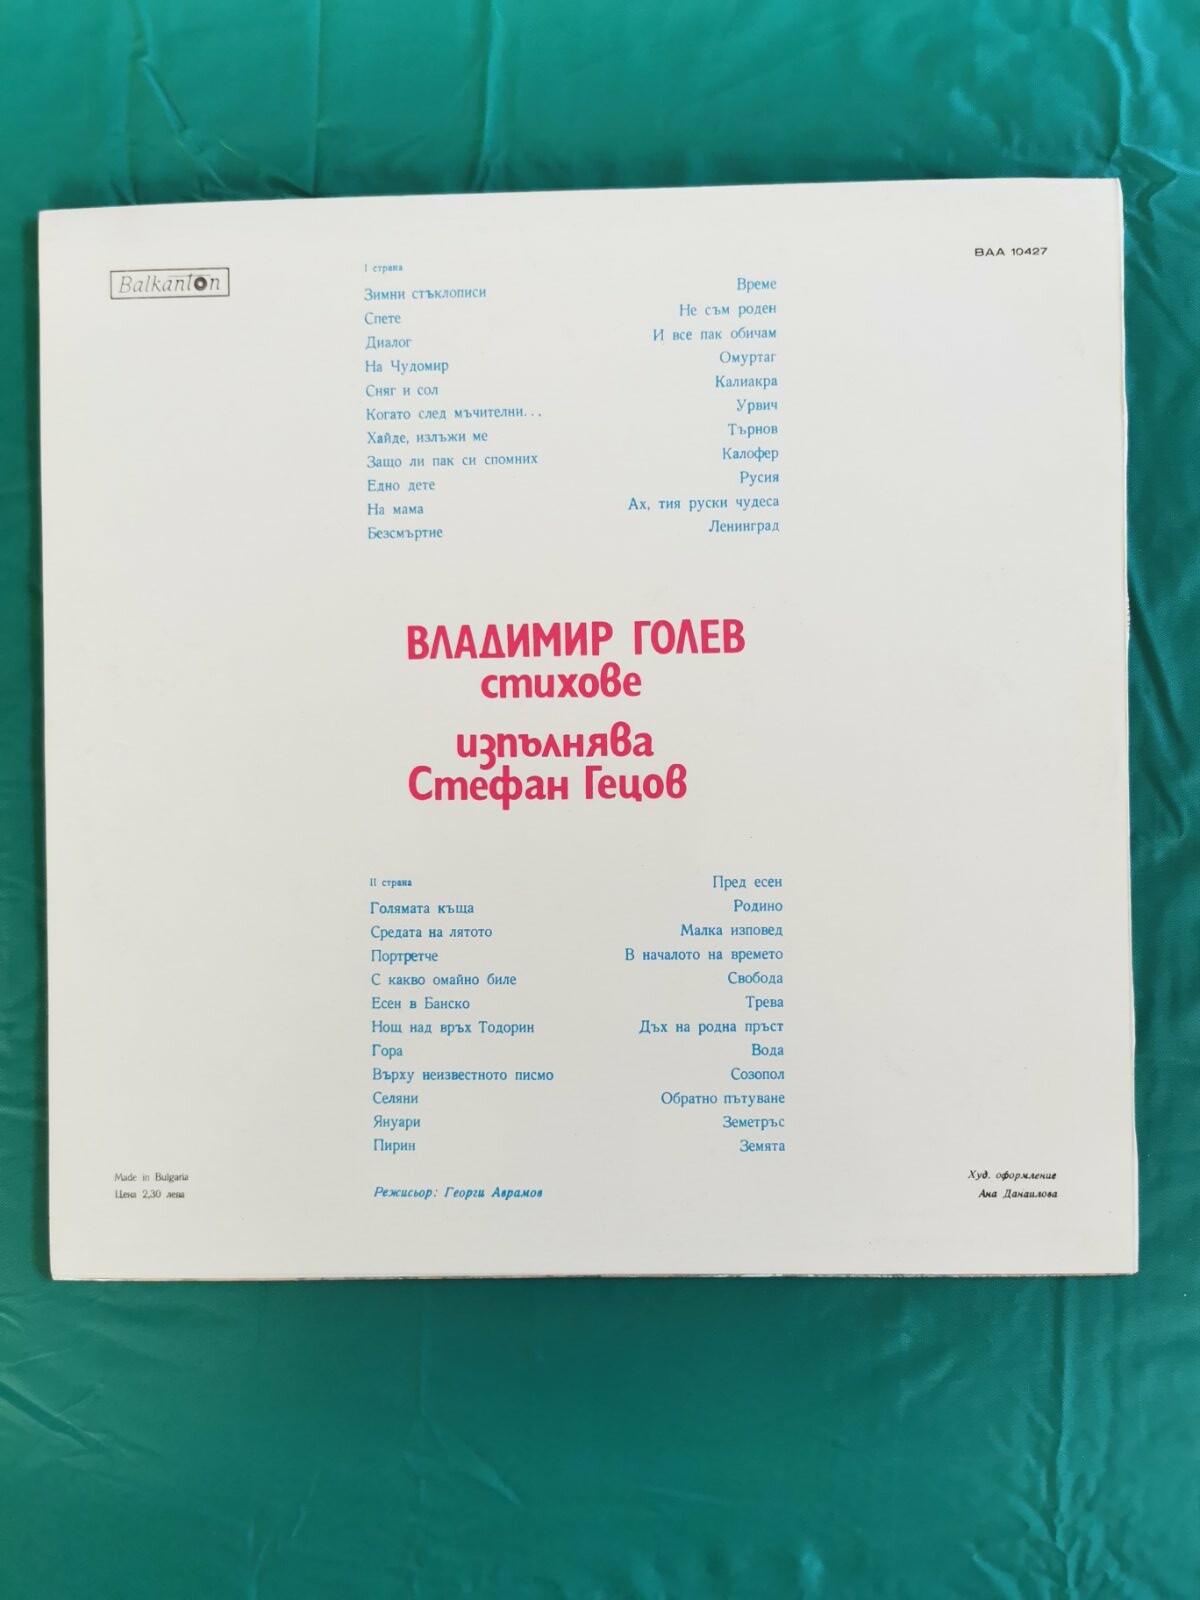 Balkanton
ВАА 10427
I страна
Зимни стъклописи
Спете
Диалог
На Чудомир
Сняг и сол
Когато след мъчителни...
Хайде, излъжи ме
Защо ли пак си спомних
Едно дете
На мама
Безсмъртие
Време
Не съм роден
И все пак обичам
Омуртаг
Калиакра
Урвич
Търнов
Калофер
Русия
Ах, тия руски чудеса
Ленинград
ВЛАДИМИР ГОЛЕВ
стихове
изпълнява
Стефан Гецов
II страна
Голямата къща
Средата на лятото
Портретче
С какво омайно биле
Есен в Банско
Нощ над връх Тодорин
Гора
Върху неизвестното писмо
Селяни
Януари
Пирин
Пред есен
Родино
Малка изповед
В началото на времето
Свобода
Трева
Дъх на родна пръст
Вода
Созопол
Обратно пътуване
Земетръс
Земята
Made in Bulgaria
Цена 2,30 лева
Режисьор: Георги Аврамов
Худ. оформление
Ана Данаилова